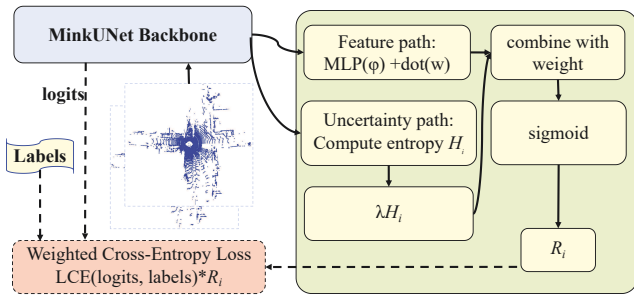 MinkUNet Backbone
logits
Labels
Weighted Cross-Entropy Loss
LCE(logits, labels)*Rᵢ
Feature path:
MLP(φ) +dot(w)
Uncertainty path:
Compute entropy Hᵢ
λHᵢ
combine with
weight
sigmoid
Rᵢ